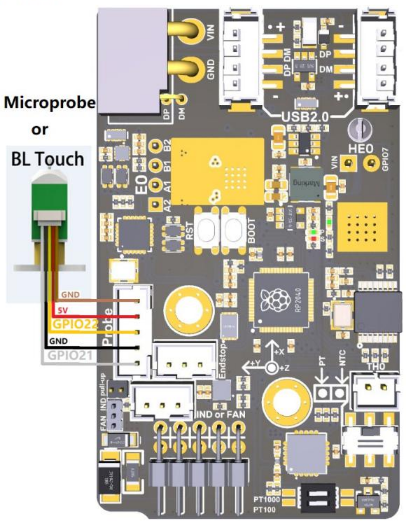 Microprobe
or
BL Touch
GND
5V
GPIO22
GND
GPIO21
Probe
VIN
GND
DP
DM
DP DM
DP
DM
- +
+ -
USB2.0
HE0
VIN
GPIO7
E0
B2
B1
A1
A2
RST
BOOT
Marking
RP2040
Endstop
+X
+Y
+Z
PT
NTC
TH0
IND pull-up
FAN IND
IND or FAN
PT1000
PT100